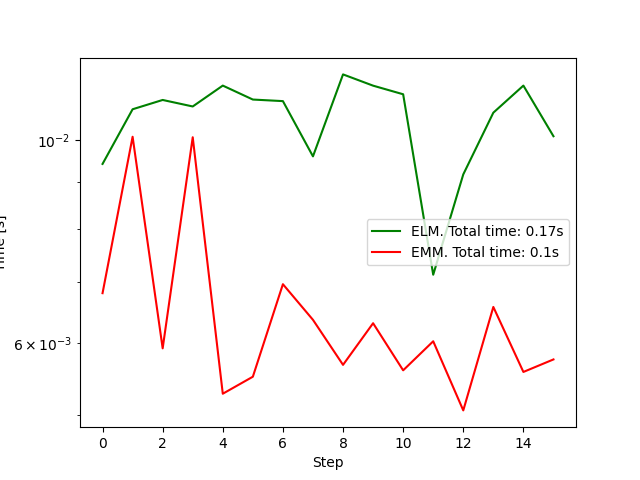 10⁻²
6 × 10⁻³
ELM. Total time: 0.17s
EMM. Total time: 0.1s
0 2 4 6 8 10 12 14
Step